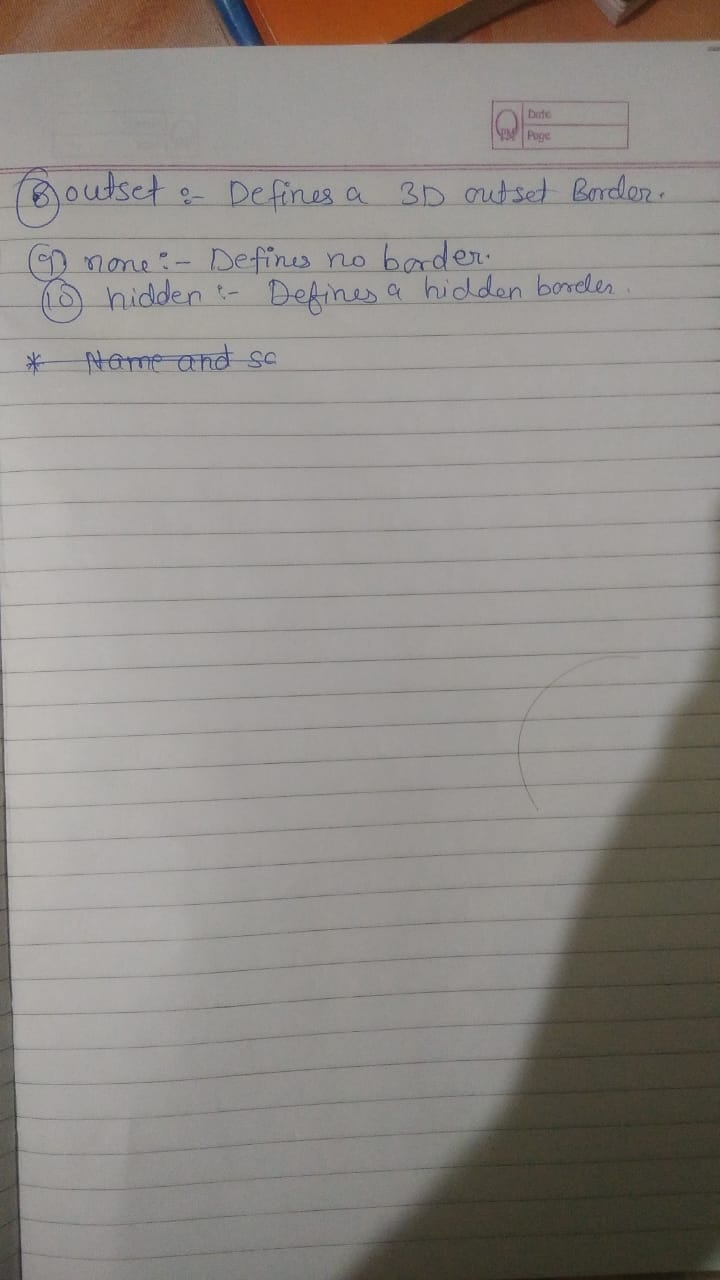 Date
Page
⑧ outset :- Defines a 3D outset Border.
⑨ none :- Defines no border.
⑩ hidden :- Defines a hidden border.
* Name and sc